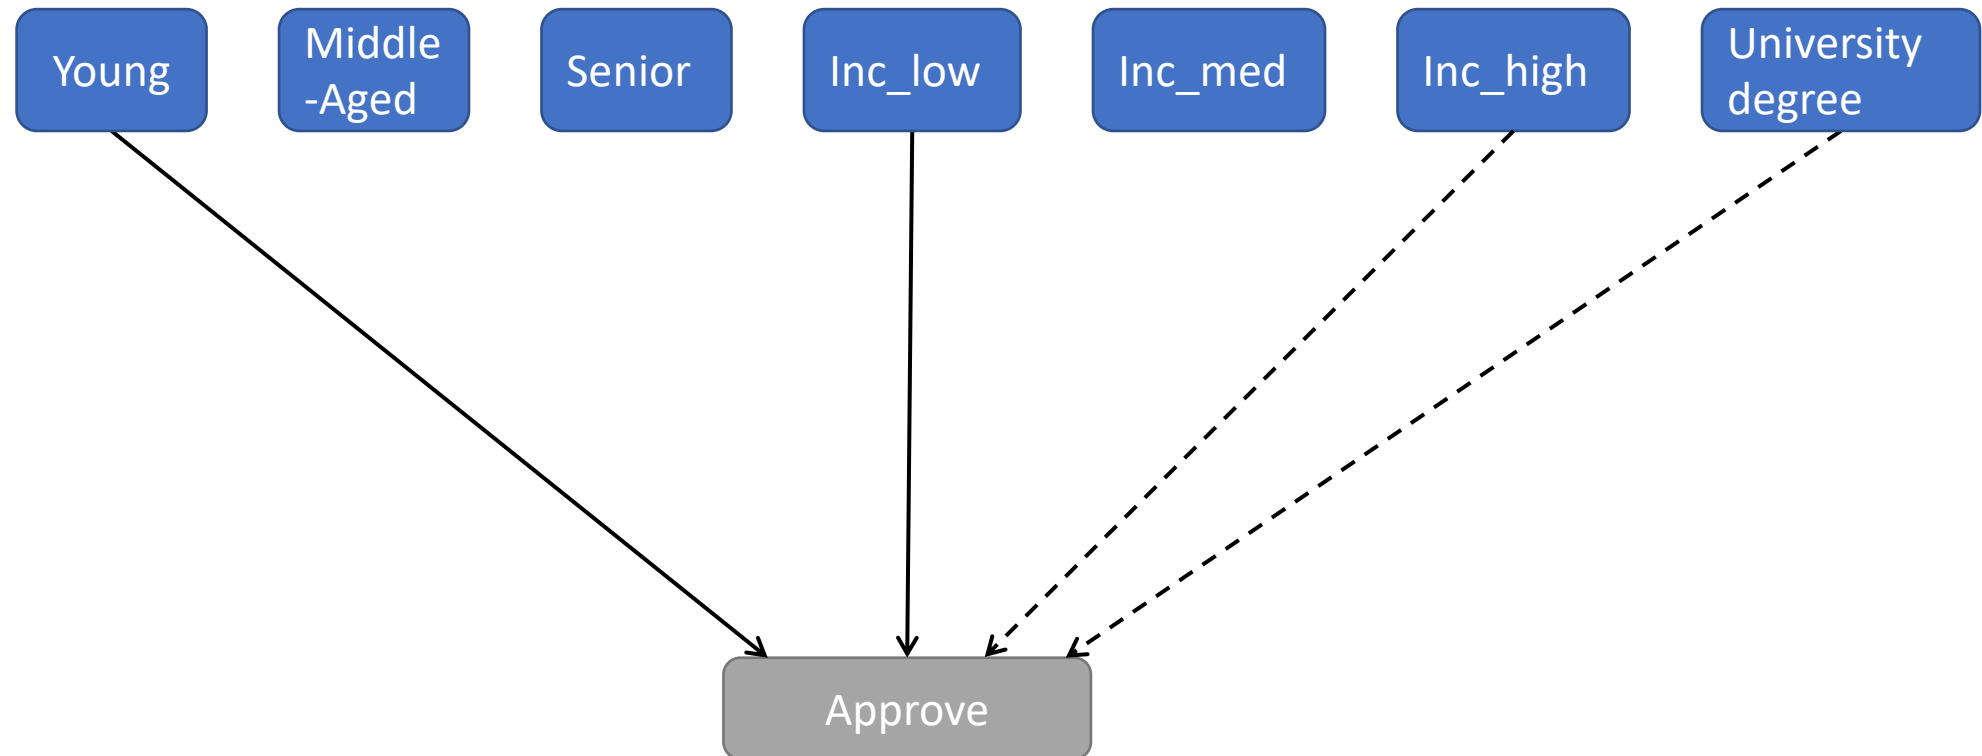 Young
Middle
-Aged
Senior
Inc_low
Inc_med
Inc_high
University
degree
Approve